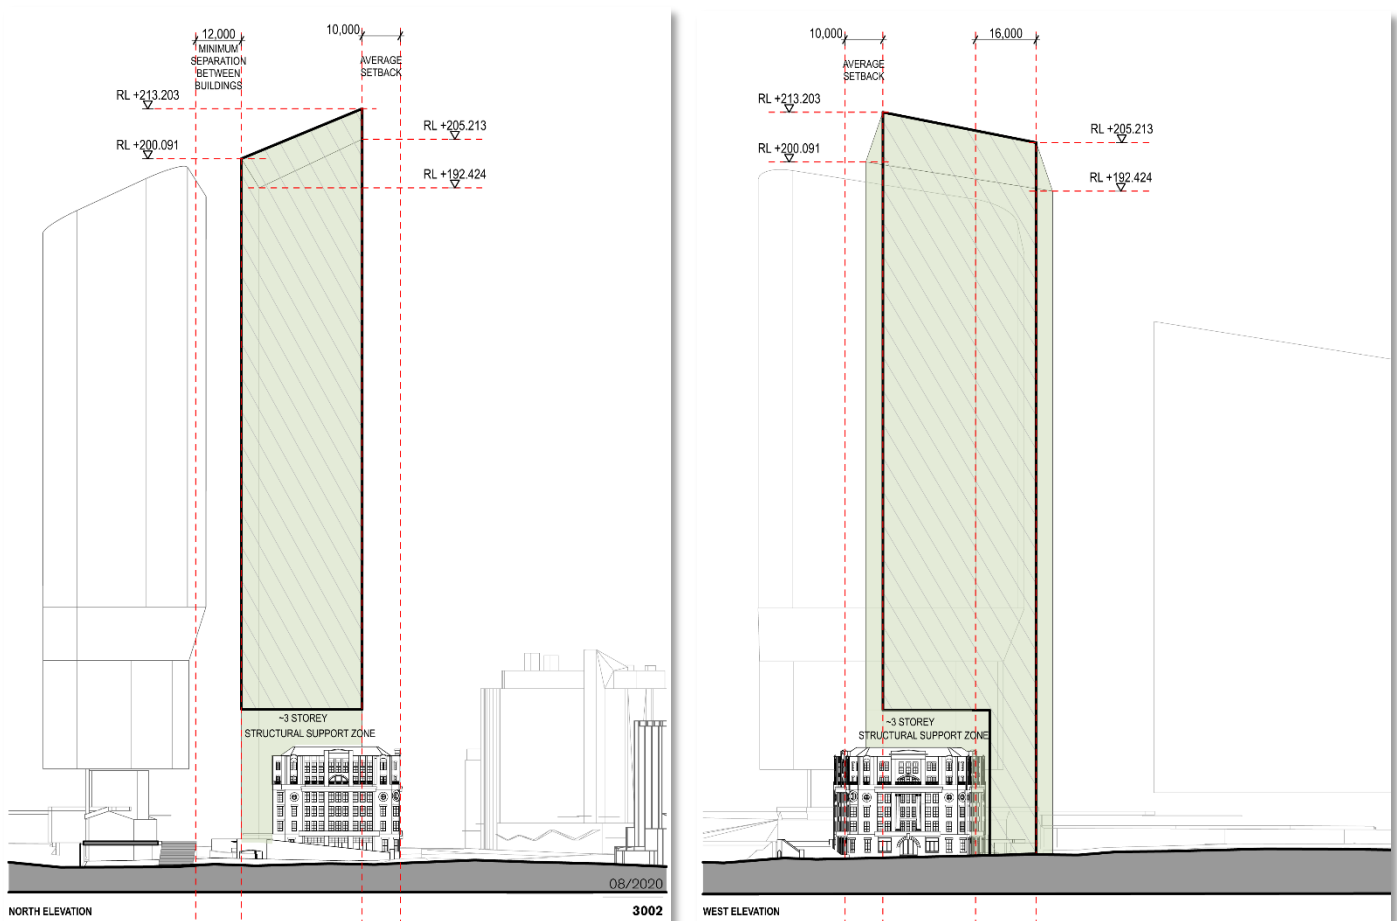 12,000
MINIMUM
SEPARATION
BETWEEN
BUILDINGS
10,000
AVERAGE
SETBACK
RL +213.203
RL +205.213
RL +200.091
RL +192.424
~3 STOREY
STRUCTURAL SUPPORT ZONE
08/2020
NORTH ELEVATION
3002
10,000
AVERAGE
SETBACK
16,000
RL +213.203
RL +205.213
RL +200.091
RL +192.424
~3 STOREY
STRUCTURAL SUPPORT ZONE
WEST ELEVATION